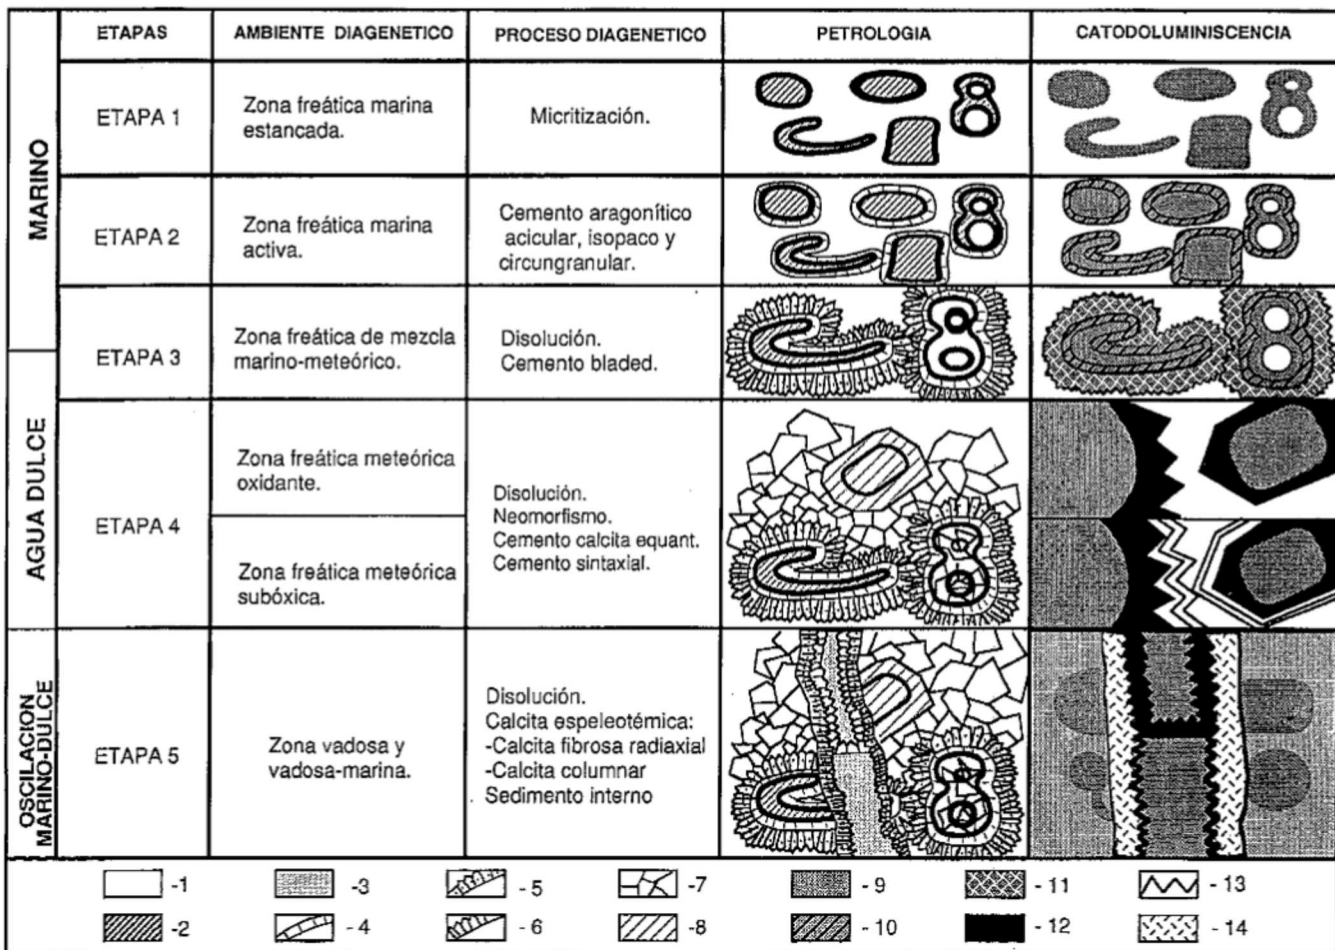 ETAPAS
AMBIENTE DIAGENETICO
PROCESO DIAGENETICO
PETROLOGIA
CATODOLUMINISCENCIA
MARINO
ETAPA 1
Zona freática marina
estancada.
Micritización.
ETAPA 2
Zona freática marina
activa.
Cemento aragonítico
acicular, isopaco y
circungranular.
ETAPA 3
Zona freática de mezcla
marino-meteórico.
Disolución.
Cemento bladed.
AGUA DULCE
ETAPA 4
Zona freática meteórica
oxidante.
Zona freática meteórica
subóxica.
Disolución.
Neomorfismo.
Cemento calcita equant.
Cemento sintaxial.
OSCILACION
MARINO-DULCE
ETAPA 5
Zona vadosa y
vadosa-marina.
Disolución.
Calcita espeleotémica:
-Calcita fibrosa radiaxial
-Calcita columnar
Sedimento interno
-1
-3
- 5
-7
- 9
- 11
- 13
-2
- 4
- 6
-8
- 10
- 12
- 14